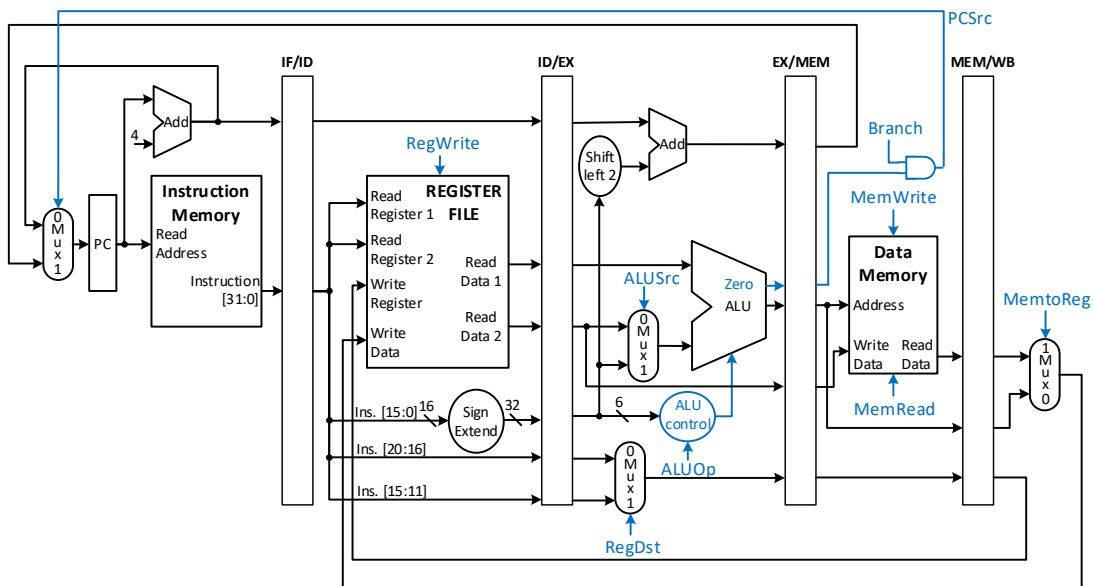 PCSrc
IF/ID
ID/EX
EX/MEM
MEM/WB
Add
4
RegWrite
Shift
left 2
Add
Branch
Instruction
Memory
Read
Address
Instruction
[31:0]
0
M
u
x
1
PC
REGISTER
FILE
Read
Register 1
Read
Register 2
Write
Register
Write
Data
Read
Data 1
Read
Data 2
ALUSrc
0
M
u
x
1
Zero
ALU
MemWrite
Data
Memory
Address
Write
Data
Read
Data
MemRead
MemtoReg
1
M
u
x
0
Ins. [15:0]
16
Sign
Extend
32
6
ALU
control
ALUOp
Ins. [20:16]
Ins. [15:11]
0
M
u
x
1
RegDst